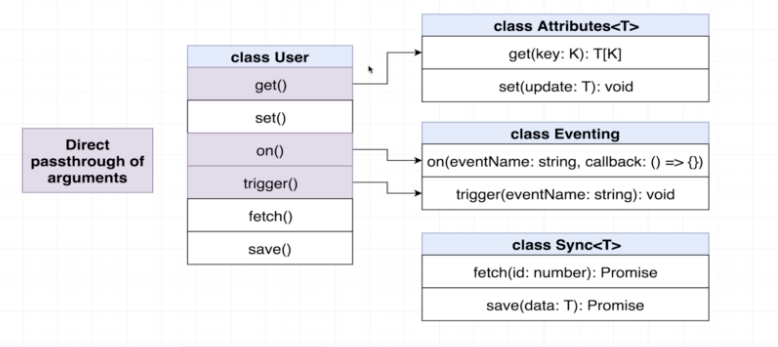 Direct
passthrough of
arguments
class User
get()
set()
on()
trigger()
fetch()
save()
class Attributes<T>
get(key: K): T[K]
set(update: T): void
class Eventing
on(eventName: string, callback: () => {})
trigger(eventName: string): void
class Sync<T>
fetch(id: number): Promise
save(data: T): Promise